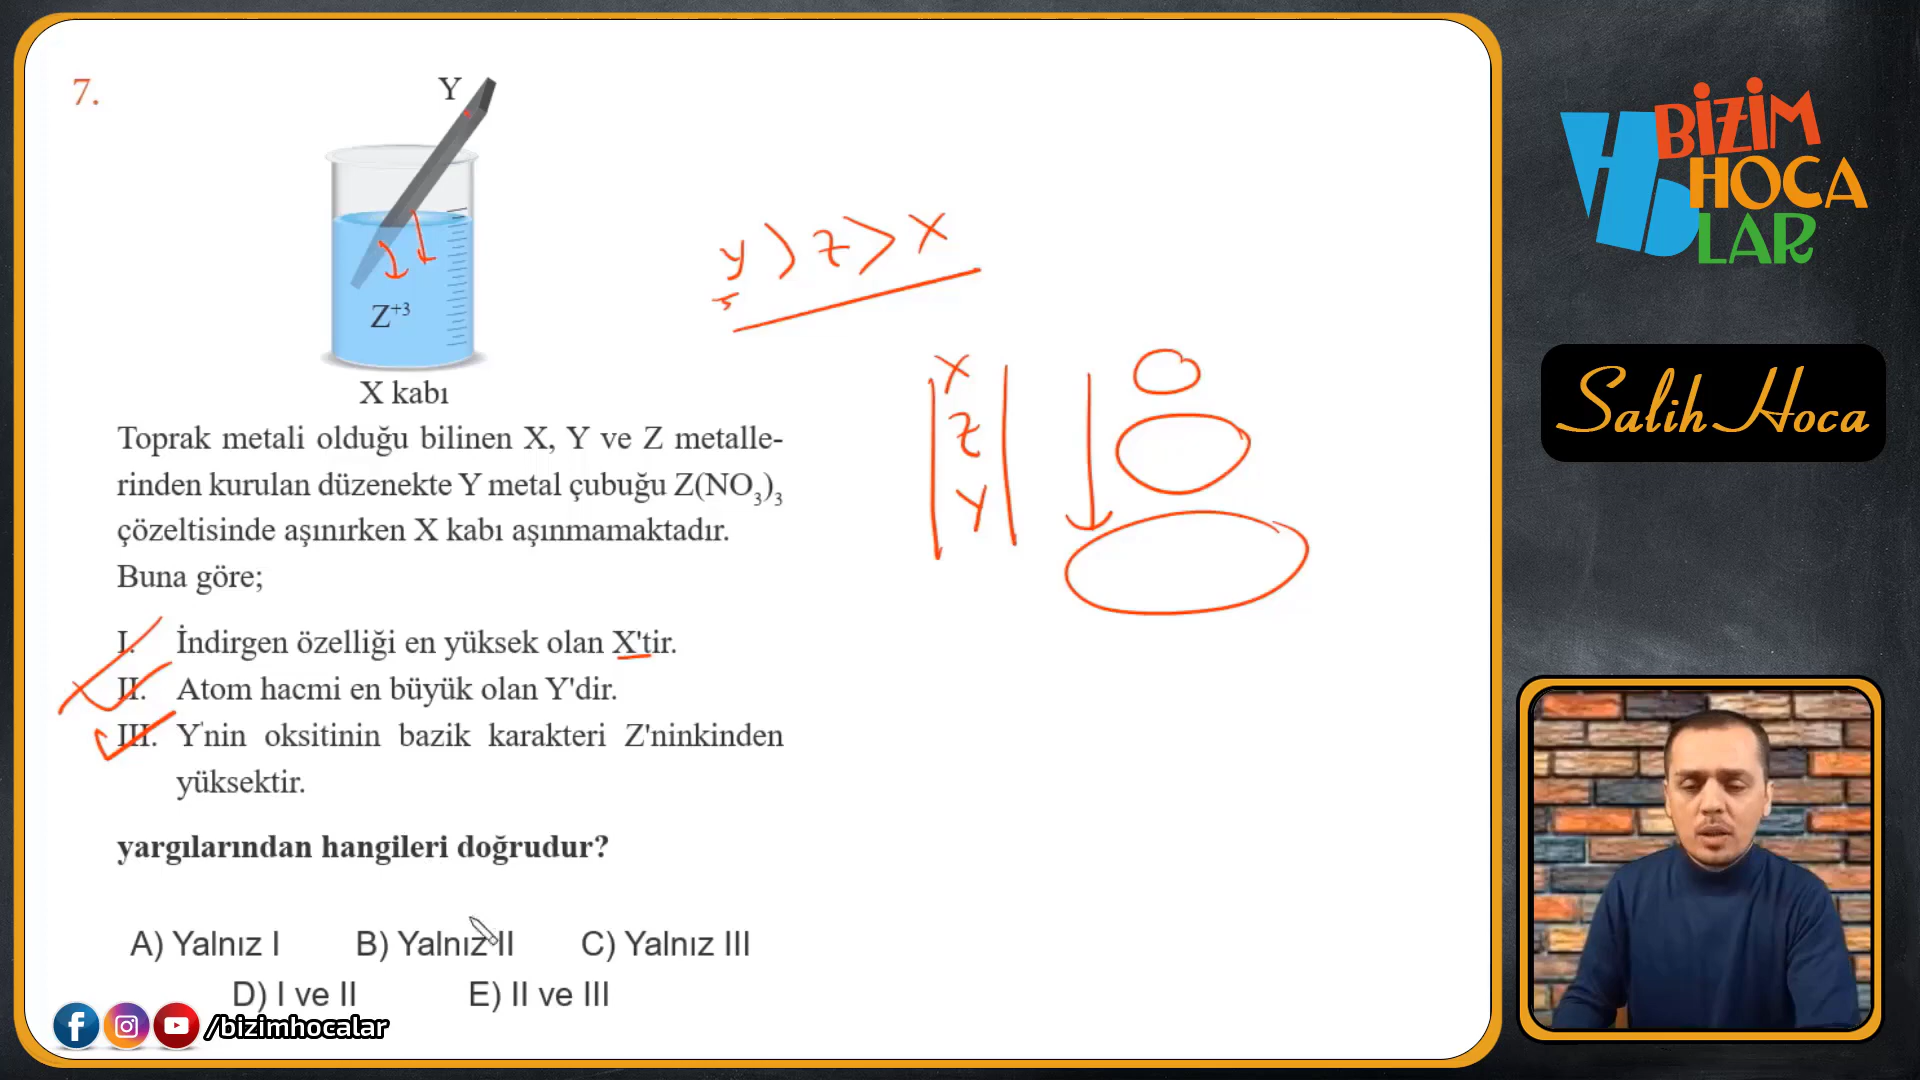 7.
Y
Z+3
X kabı
Toprak metali olduğu bilinen X, Y ve Z metalle-
rinden kurulan düzenekte Y metal çubuğu Z(NO3)3
çözeltisinde aşınırken X kabı aşınmamaktadır.
Buna göre;
I. İndirgen özelliği en yüksek olan X'tir.
II. Atom hacmi en büyük olan Y'dir.
III. Y'nin oksitinin bazik karakteri Z'ninkinden
yüksektir.
yargılarından hangileri doğrudur?
A) Yalnız I B) Yalnız II C) Yalnız III
D) I ve II E) II ve III
y > z > x
x
z
y
BİZİM
HOCA
LAR
Salih Hoca
/bizimhocalar